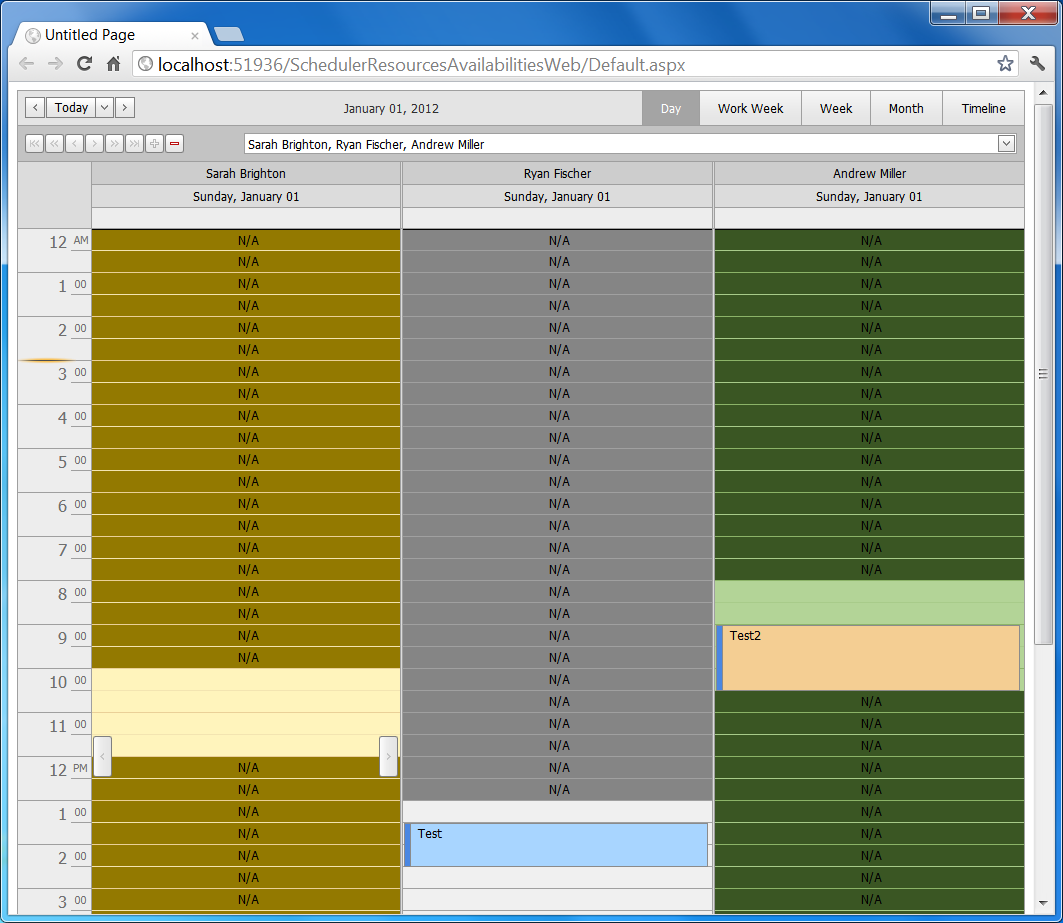 Untitled Page
localhost:51936/SchedulerResourcesAvailabilitiesWeb/Default.aspx
Today January 01, 2012 Day Work Week Week Month Timeline
Sarah Brighton, Ryan Fischer, Andrew Miller
Sarah Brighton Ryan Fischer Andrew Miller
Sunday, January 01 Sunday, January 01 Sunday, January 01
12 AM N/A N/A N/A
N/A N/A N/A
1 00 N/A N/A N/A
N/A N/A N/A
2 00 N/A N/A N/A
N/A N/A N/A
3 00 N/A N/A N/A
N/A N/A N/A
4 00 N/A N/A N/A
N/A N/A N/A
5 00 N/A N/A N/A
N/A N/A N/A
6 00 N/A N/A N/A
N/A N/A N/A
7 00 N/A N/A N/A
N/A N/A N/A
8 00 N/A N/A
N/A N/A
9 00 N/A N/A Test2
N/A N/A
10 00 N/A
N/A N/A
11 00 N/A N/A
N/A N/A
12 PM N/A N/A N/A
N/A N/A N/A
1 00 N/A N/A
N/A Test N/A
2 00 N/A N/A
N/A N/A
3 00 N/A N/A